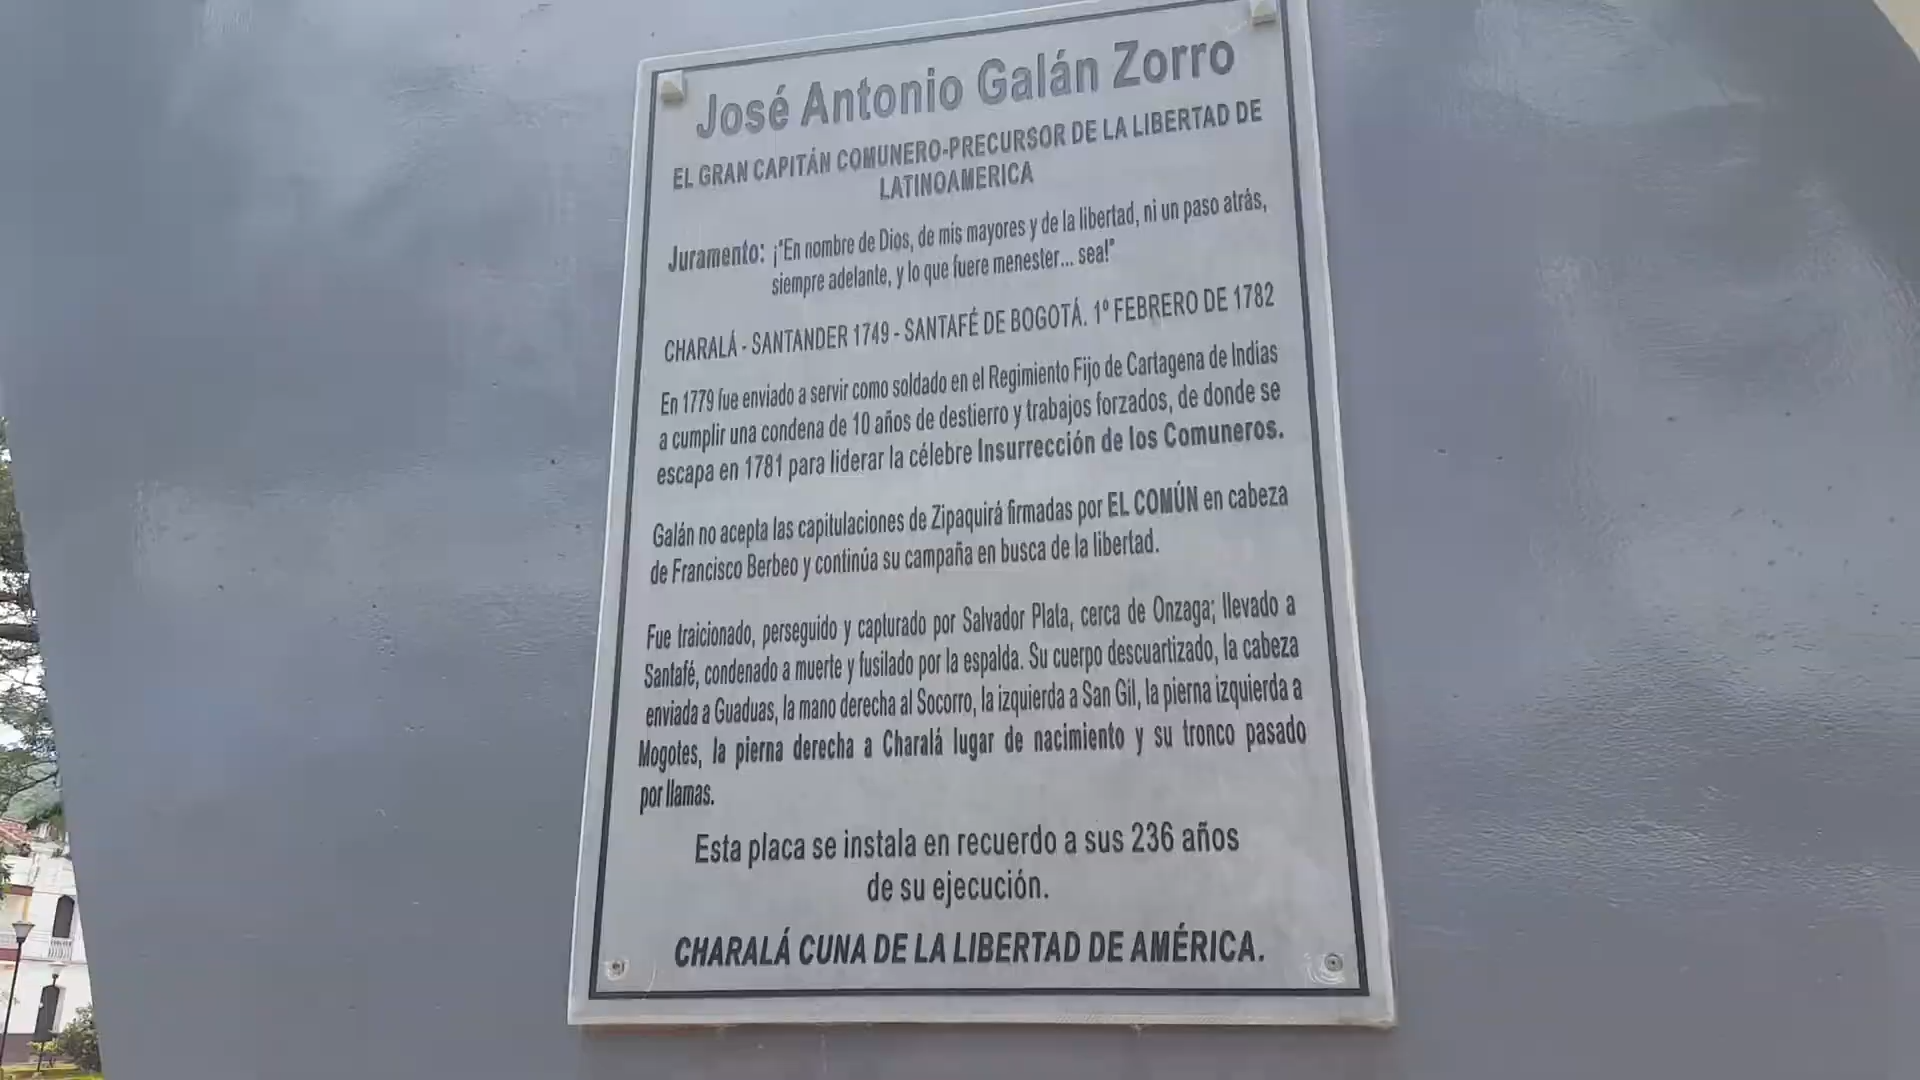 José Antonio Galán Zorro
EL GRAN CAPITÁN COMUNERO-PRECURSOR DE LA LIBERTAD DE
LATINOAMERICA
Juramento: ¡"En nombre de Dios, de mis mayores y de la libertad, ni un paso atrás,
siempre adelante, y lo que fuere menester... sea!"
CHARALÁ - SANTANDER 1749 - SANTAFÉ DE BOGOTÁ. 1º FEBRERO DE 1782
En 1779 fue enviado a servir como soldado en el Regimiento Fijo de Cartagena de Indias
a cumplir una condena de 10 años de destierro y trabajos forzados, de donde se
escapa en 1781 para liderar la célebre Insurrección de los Comuneros.
Galán no acepta las capitulaciones de Zipaquirá firmadas por EL COMÚN en cabeza
de Francisco Berbeo y continúa su campaña en busca de la libertad.
Fue traicionado, perseguido y capturado por Salvador Plata, cerca de Onzaga; llevado a
Santafé, condenado a muerte y fusilado por la espalda. Su cuerpo descuartizado, la cabeza
enviada a Guaduas, la mano derecha al Socorro, la izquierda a San Gil, la pierna izquierda a
Mogotes, la pierna derecha a Charalá lugar de nacimiento y su tronco pasado
por llamas.
Esta placa se instala en recuerdo a sus 236 años
de su ejecución.
CHARALÁ CUNA DE LA LIBERTAD DE AMÉRICA.